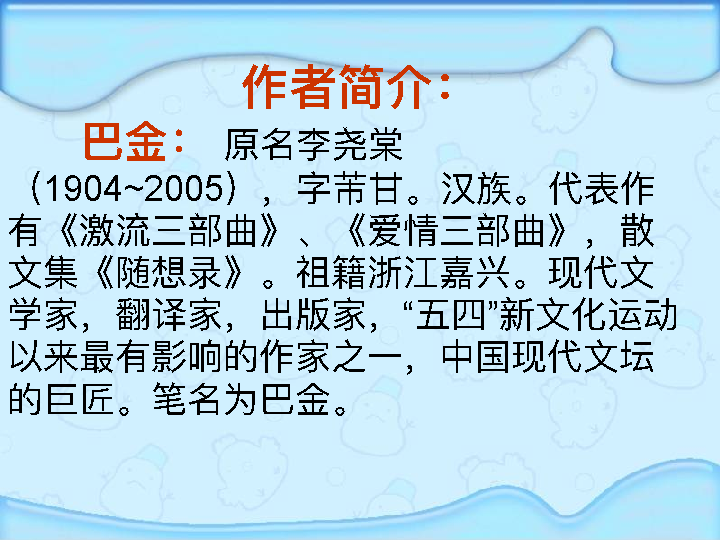 作者简介：
巴金： 原名李尧棠
（1904~2005），字芾甘。汉族。代表作
有《激流三部曲》、《爱情三部曲》，散
文集《随想录》。祖籍浙江嘉兴。现代文
学家，翻译家，出版家，“五四”新文化运动
以来最有影响的作家之一，中国现代文坛
的巨匠。笔名为巴金。